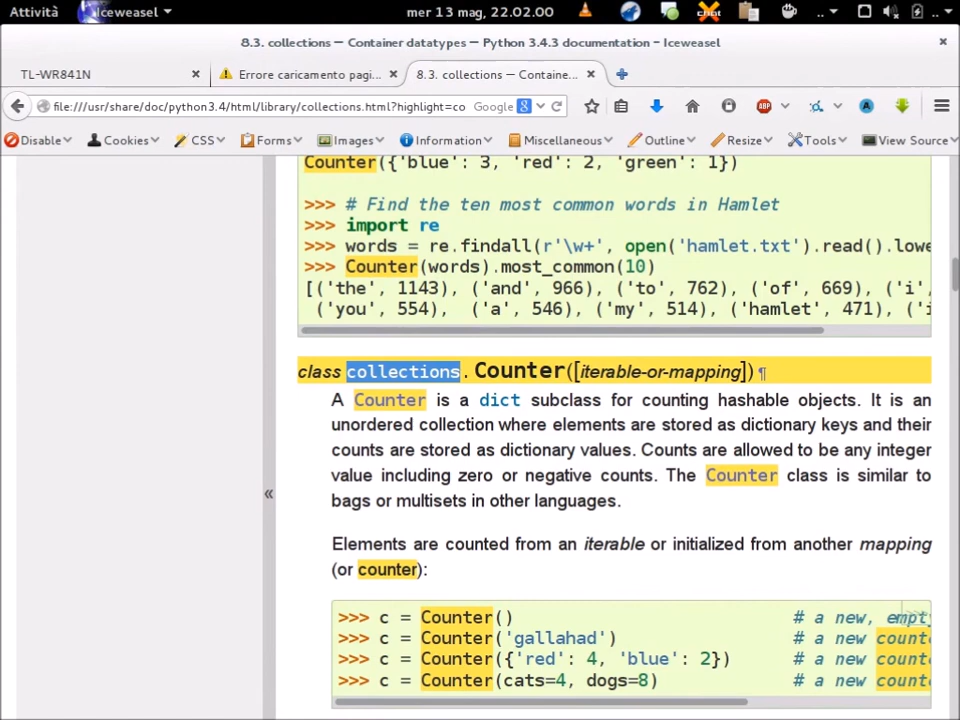 Attività Iceweasel mer 13 mag, 22.02.00
8.3. collections — Container datatypes — Python 3.4.3 documentation - Iceweasel
TL-WR841N Errore caricamento pagi... 8.3. collections — Containe...
file:///usr/share/doc/python3.4/html/library/collections.html?highlight=co Google
Disable Cookies CSS Forms Images Information Miscellaneous Outline Resize Tools View Source
Counter({'blue': 3, 'red': 2, 'green': 1})
>>> # Find the ten most common words in Hamlet
>>> import re
>>> words = re.findall(r'\w+', open('hamlet.txt').read().lowe
>>> Counter(words).most_common(10)
[('the', 1143), ('and', 966), ('to', 762), ('of', 669), ('i',
('you', 554), ('a', 546), ('my', 514), ('hamlet', 471), ('i
class collections.Counter([iterable-or-mapping]) ¶
A Counter is a dict subclass for counting hashable objects. It is an
unordered collection where elements are stored as dictionary keys and their
counts are stored as dictionary values. Counts are allowed to be any integer
value including zero or negative counts. The Counter class is similar to
bags or multisets in other languages.
«
Elements are counted from an iterable or initialized from another mapping
(or counter):
>>> c = Counter() # a new, empty
>>> c = Counter('gallahad') # a new counte
>>> c = Counter({'red': 4, 'blue': 2}) # a new counte
>>> c = Counter(cats=4, dogs=8) # a new counte